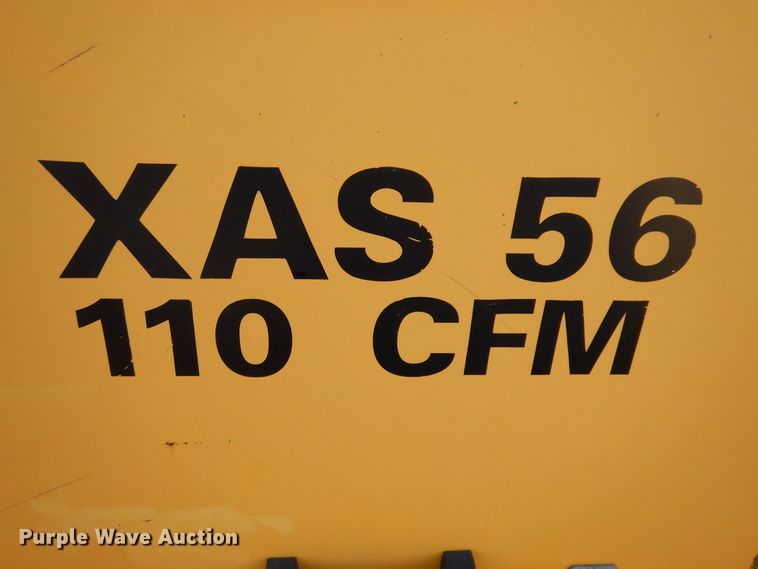 XAS 56
110 CFM
Purple Wave Auction